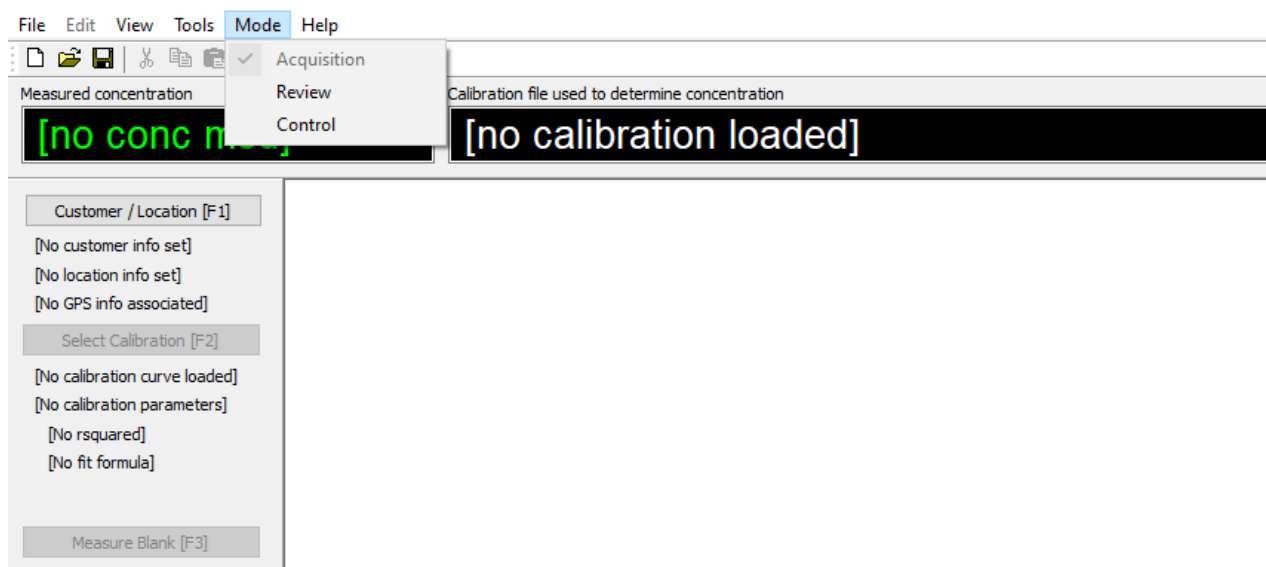 File Edit View Tools Mode Help
Acquisition
Review
Control
Measured concentration
Calibration file used to determine concentration
[no conc
[no calibration loaded]
Customer / Location [F1]
[No customer info set]
[No location info set]
[No GPS info associated]
Select Calibration [F2]
[No calibration curve loaded]
[No calibration parameters]
[No rsquared]
[No fit formula]
Measure Blank [F3]